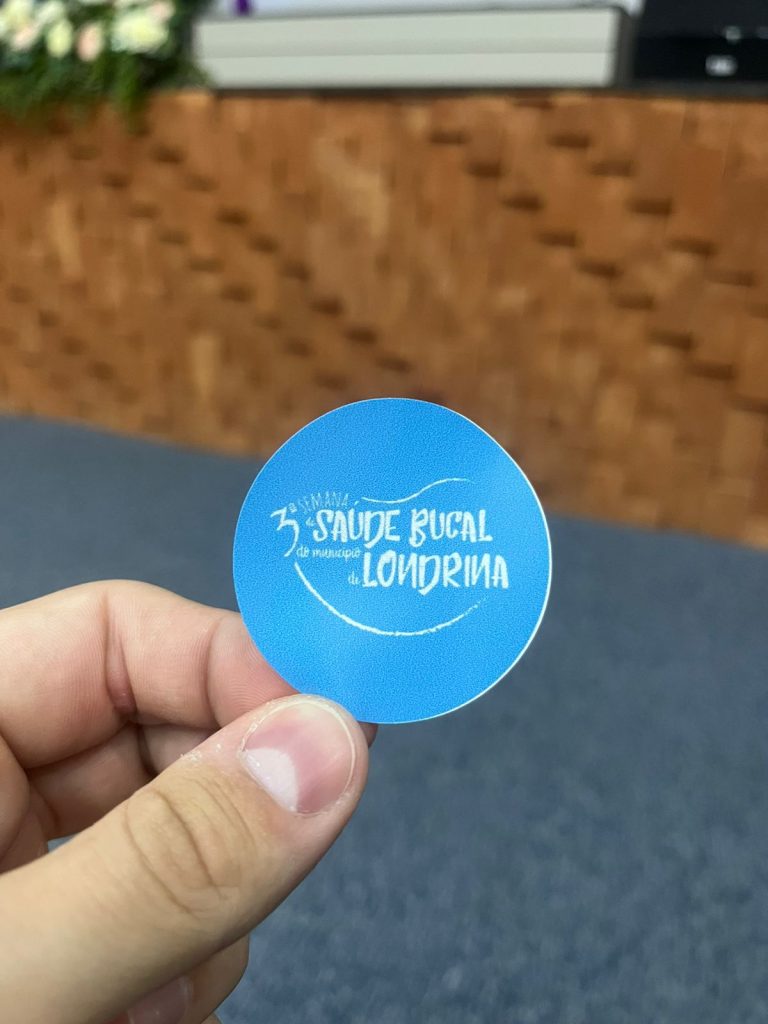 3ª SEMANA
de SAÚDE BUCAL
do município
de LONDRINA